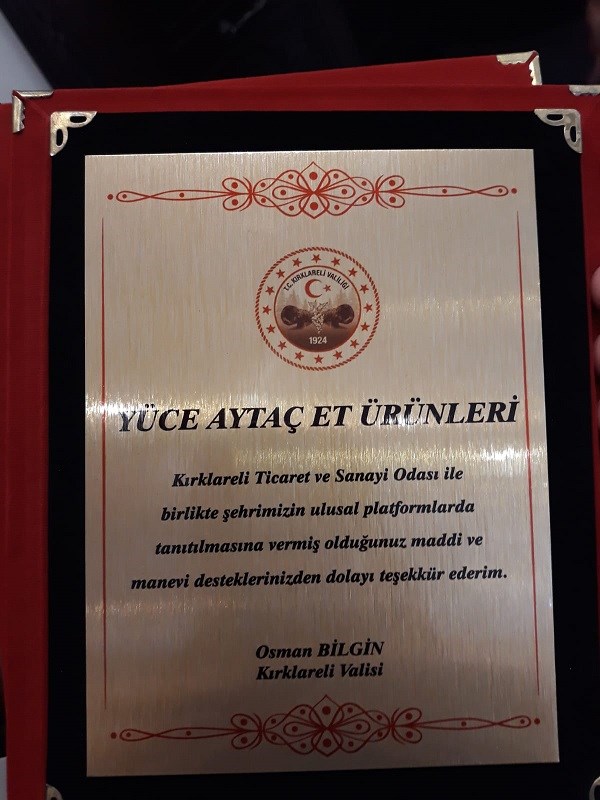 T.C. KIRKLARELİ VALİLİĞİ
1924
YÜCE AYTAÇ ET ÜRÜNLERİ
Kırklareli Ticaret ve Sanayi Odası ile
birlikte şehrimizin ulusal platformlarda
tanıtılmasına vermiş olduğunuz maddi ve
manevi desteklerinizden dolayı teşekkür ederim.
Osman BİLGİN
Kırklareli Valisi